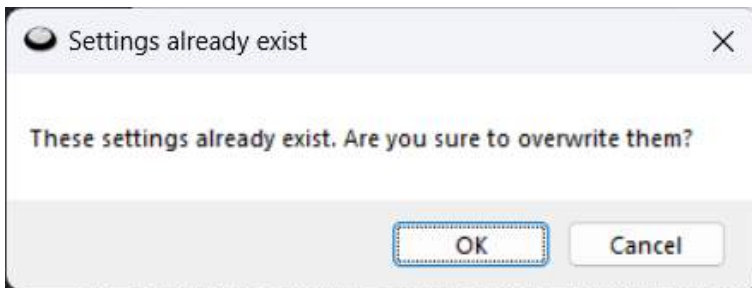 Settings already exist
These settings already exist. Are you sure to overwrite them?
OK
Cancel